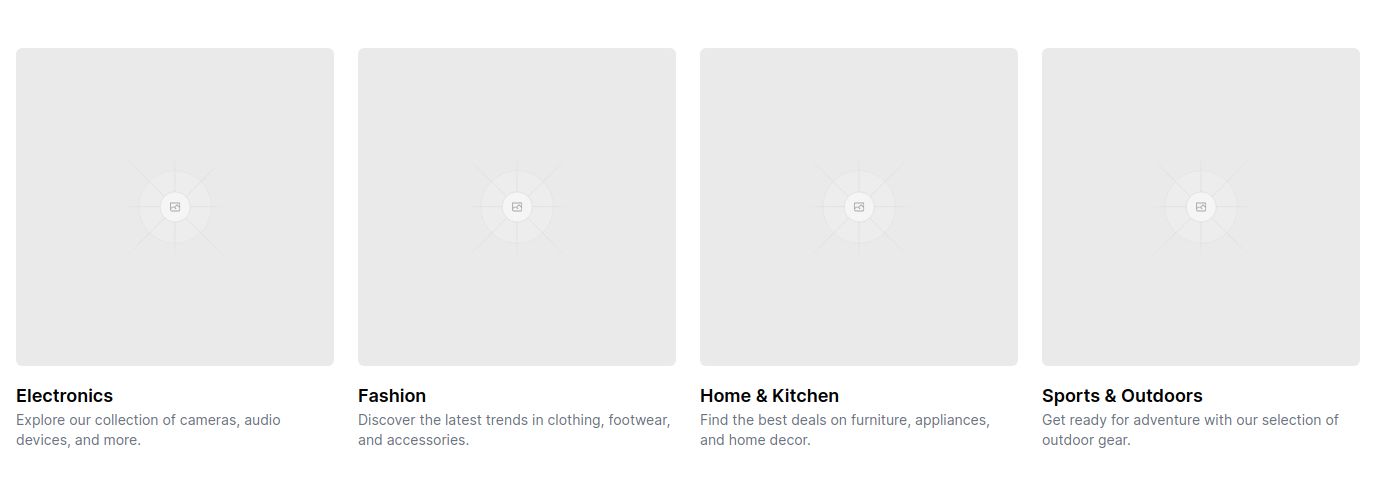 Electronics
Explore our collection of cameras, audio
devices, and more.
Fashion
Discover the latest trends in clothing, footwear,
and accessories.
Home & Kitchen
Find the best deals on furniture, appliances,
and home decor.
Sports & Outdoors
Get ready for adventure with our selection of
outdoor gear.